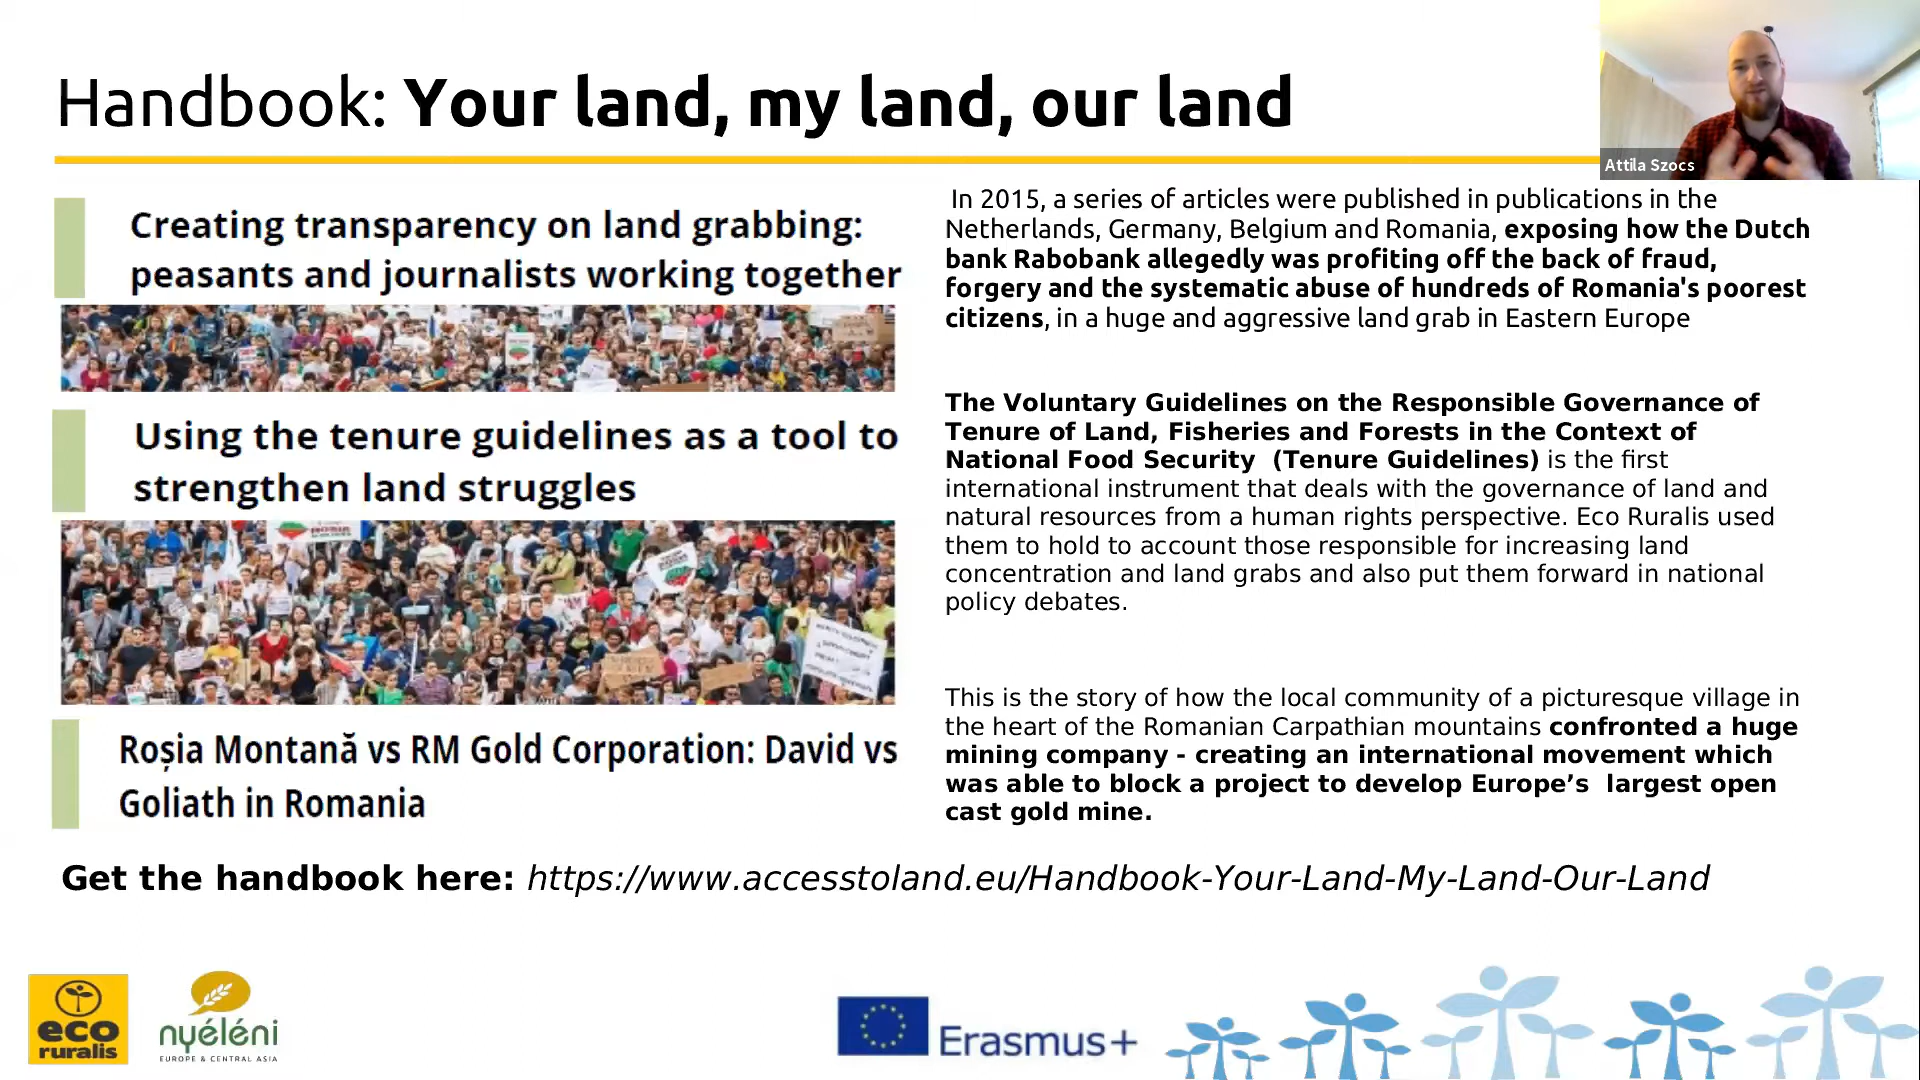 Handbook: Your land, my land, our land
Attila Szocs
Creating transparency on land grabbing:
peasants and journalists working together
In 2015, a series of articles were published in publications in the
Netherlands, Germany, Belgium and Romania, exposing how the Dutch
bank Rabobank allegedly was profiting off the back of fraud,
forgery and the systematic abuse of hundreds of Romania's poorest
citizens, in a huge and aggressive land grab in Eastern Europe
Using the tenure guidelines as a tool to
strengthen land struggles
The Voluntary Guidelines on the Responsible Governance of
Tenure of Land, Fisheries and Forests in the Context of
National Food Security (Tenure Guidelines) is the first
international instrument that deals with the governance of land and
natural resources from a human rights perspective. Eco Ruralis used
them to hold to account those responsible for increasing land
concentration and land grabs and also put them forward in national
policy debates.
Roșia Montană vs RM Gold Corporation: David vs
Goliath in Romania
This is the story of how the local community of a picturesque village in
the heart of the Romanian Carpathian mountains confronted a huge
mining company - creating an international movement which
was able to block a project to develop Europe’s largest open
cast gold mine.
Get the handbook here: https://www.accesstoland.eu/Handbook-Your-Land-My-Land-Our-Land
eco
ruralis
nyéléni
EUROPE & CENTRAL ASIA
Erasmus+